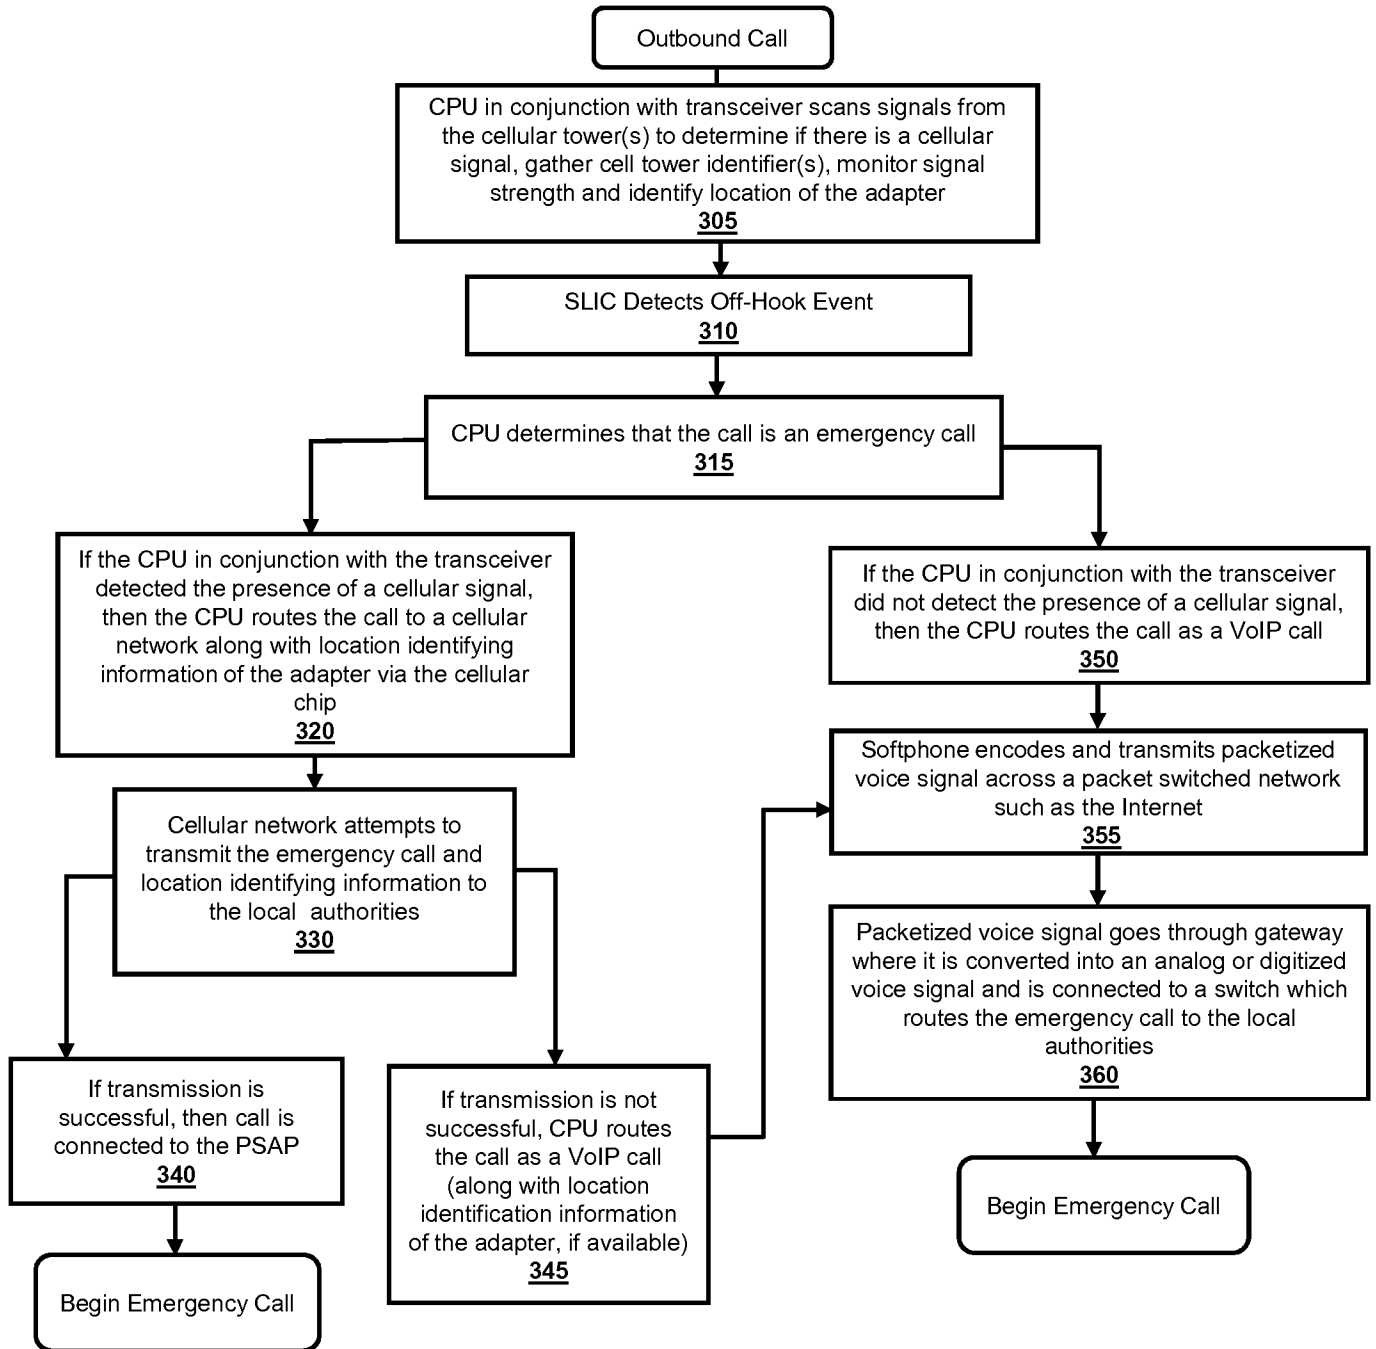 Outbound Call
CPU in conjunction with transceiver scans signals from
the cellular tower(s) to determine if there is a cellular
signal, gather cell tower identifier(s), monitor signal
strength and identify location of the adapter
305
SLIC Detects Off-Hook Event
310
CPU determines that the call is an emergency call
315
If the CPU in conjunction with the transceiver
detected the presence of a cellular signal,
then the CPU routes the call to a cellular
network along with location identifying
information of the adapter via the cellular
chip
320
Cellular network attempts to
transmit the emergency call and
location identifying information to
the local authorities
330
If transmission is
successful, then call is
connected to the PSAP
340
Begin Emergency Call
If transmission is not
successful, CPU routes
the call as a VoIP call
(along with location
identification information
of the adapter, if available)
345
If the CPU in conjunction with the transceiver
did not detect the presence of a cellular signal,
then the CPU routes the call as a VoIP call
350
Softphone encodes and transmits packetized
voice signal across a packet switched network
such as the Internet
355
Packetized voice signal goes through gateway
where it is converted into an analog or digitized
voice signal and is connected to a switch which
routes the emergency call to the local
authorities
360
Begin Emergency Call